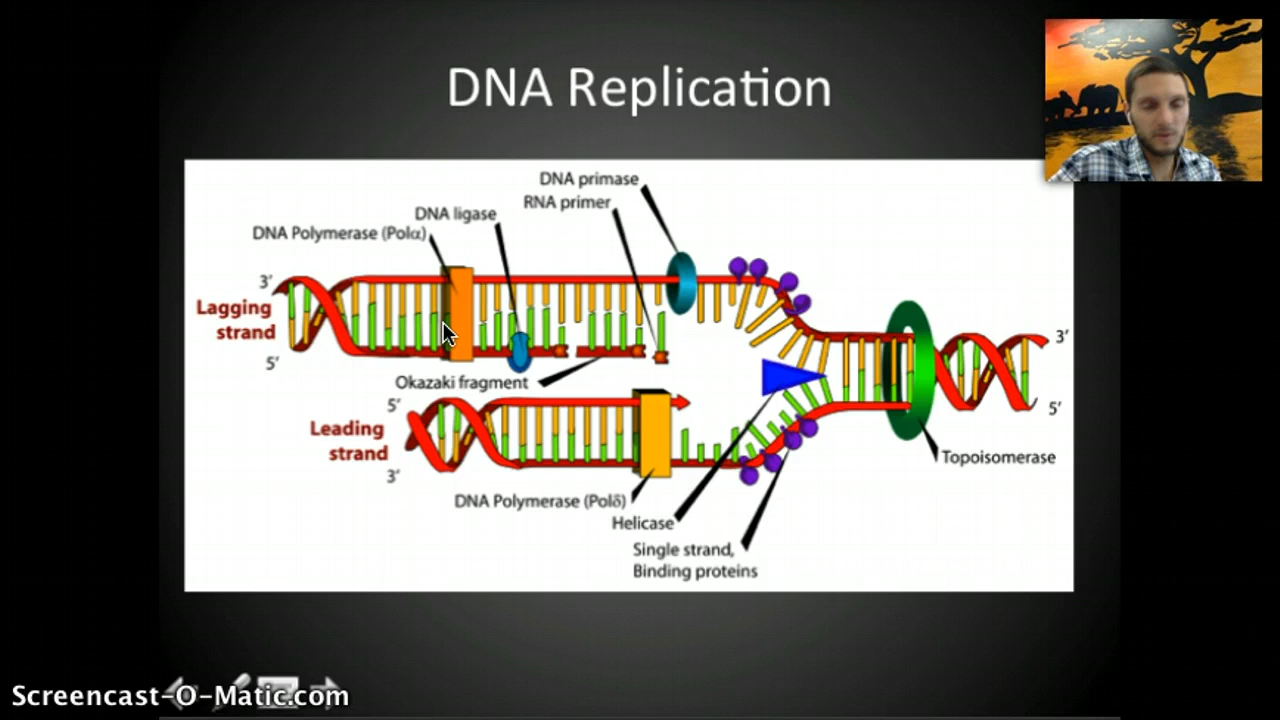 DNA Replication
DNA primase
RNA primer
DNA ligase
DNA Polymerase (Polα)
3’
Lagging
strand
5’
Okazaki fragment
5’
Leading
strand
3’
3’
5’
Topoisomerase
DNA Polymerase (Polδ)
Helicase
Single strand,
Binding proteins
Screencast-O-Matic.com